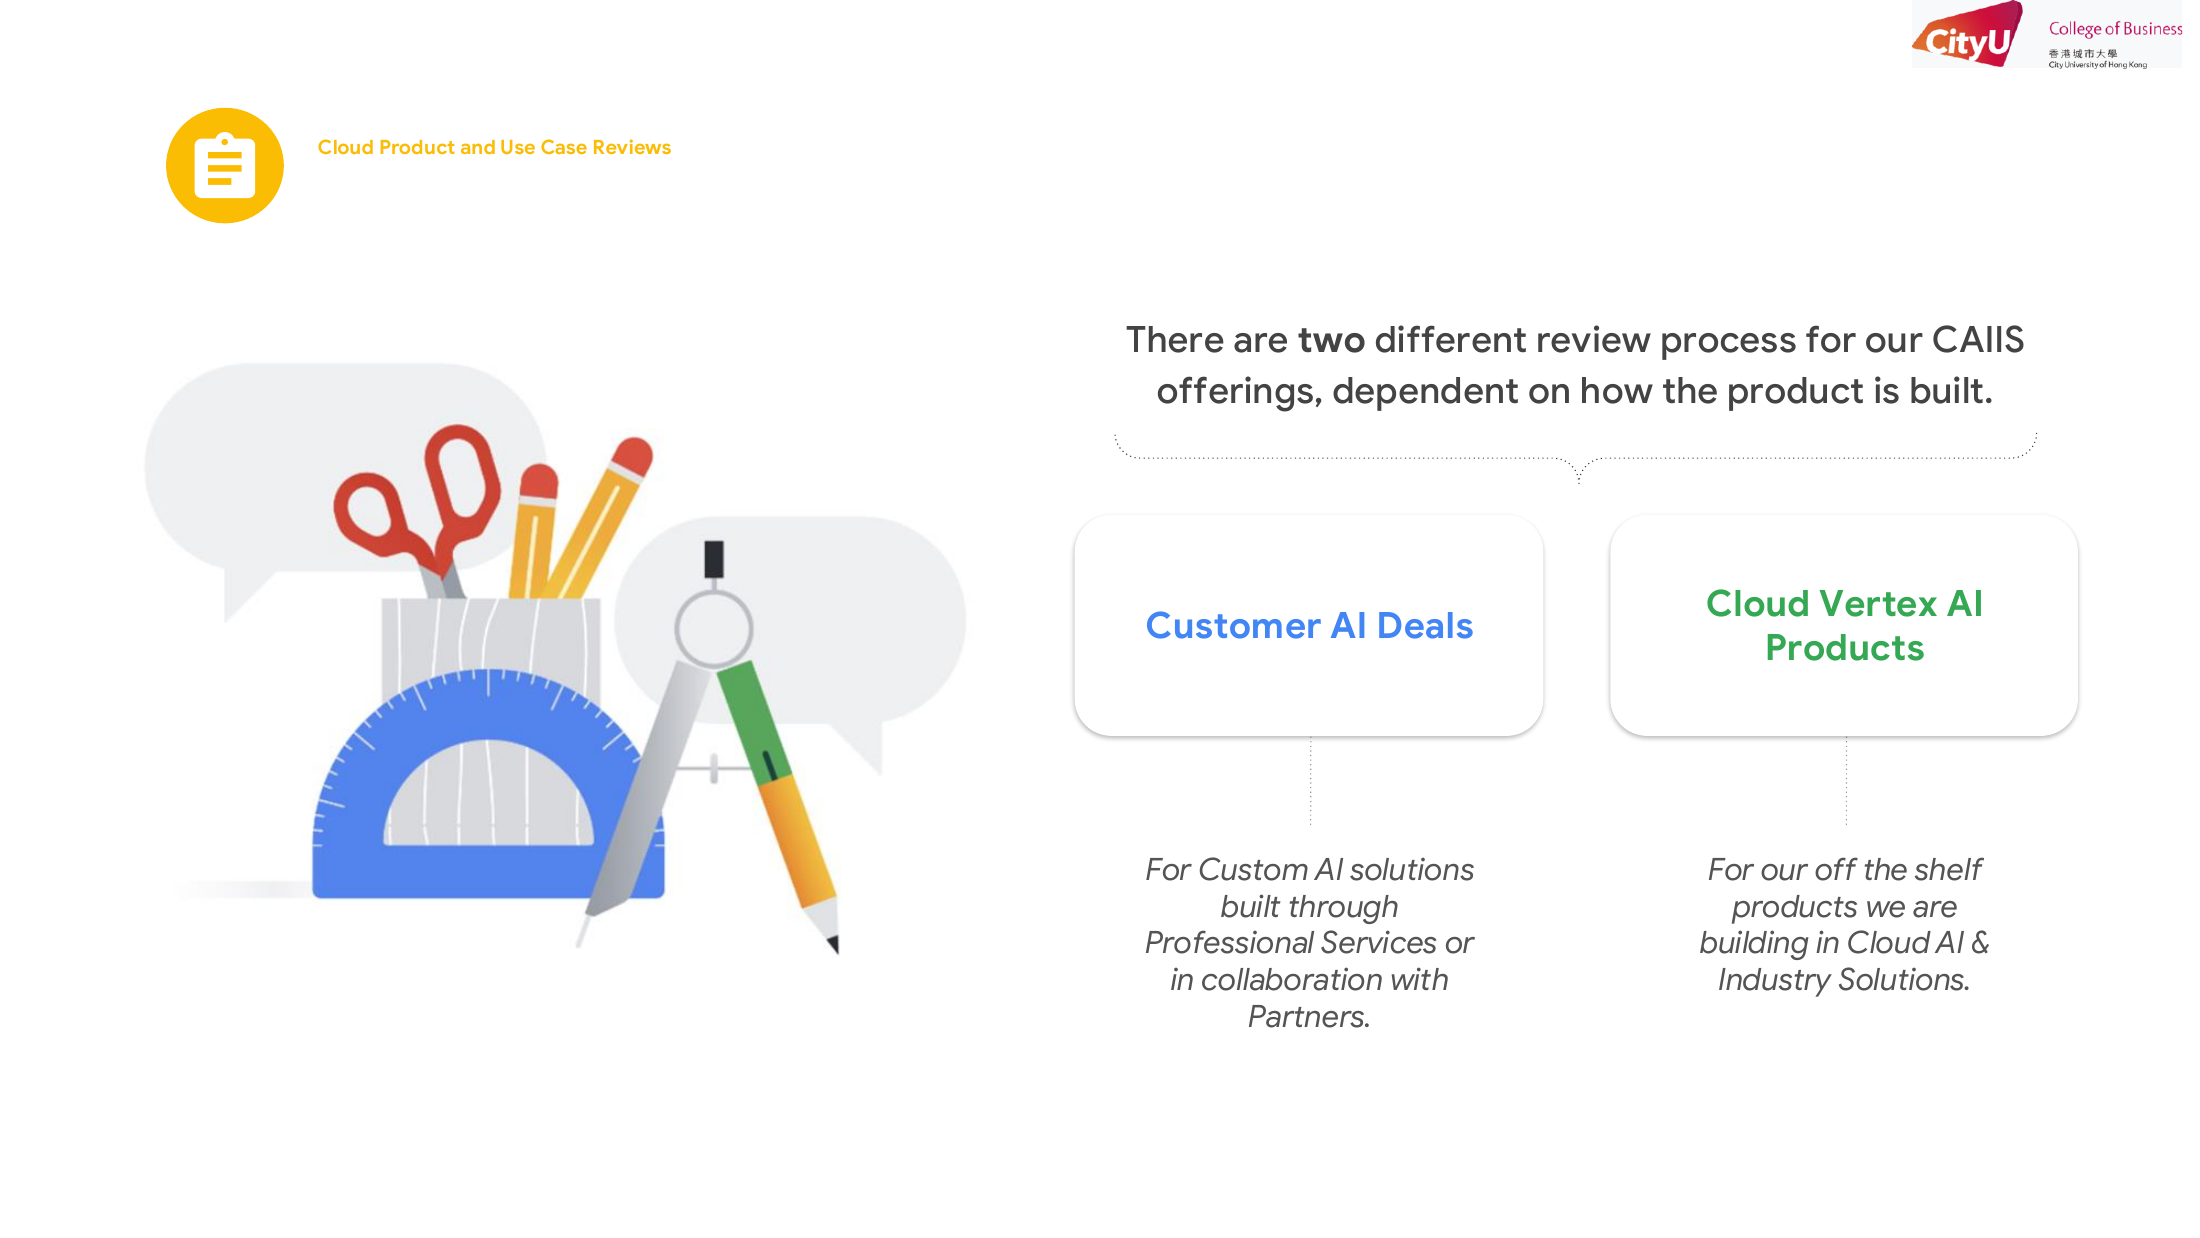 CityU
College of Business
香港城市大學
City University of Hong Kong
Cloud Product and Use Case Reviews
There are two different review process for our CAIIS
offerings, dependent on how the product is built.
Customer AI Deals
Cloud Vertex AI
Products
For Custom AI solutions
built through
Professional Services or
in collaboration with
Partners.
For our off the shelf
products we are
building in Cloud AI &
Industry Solutions.